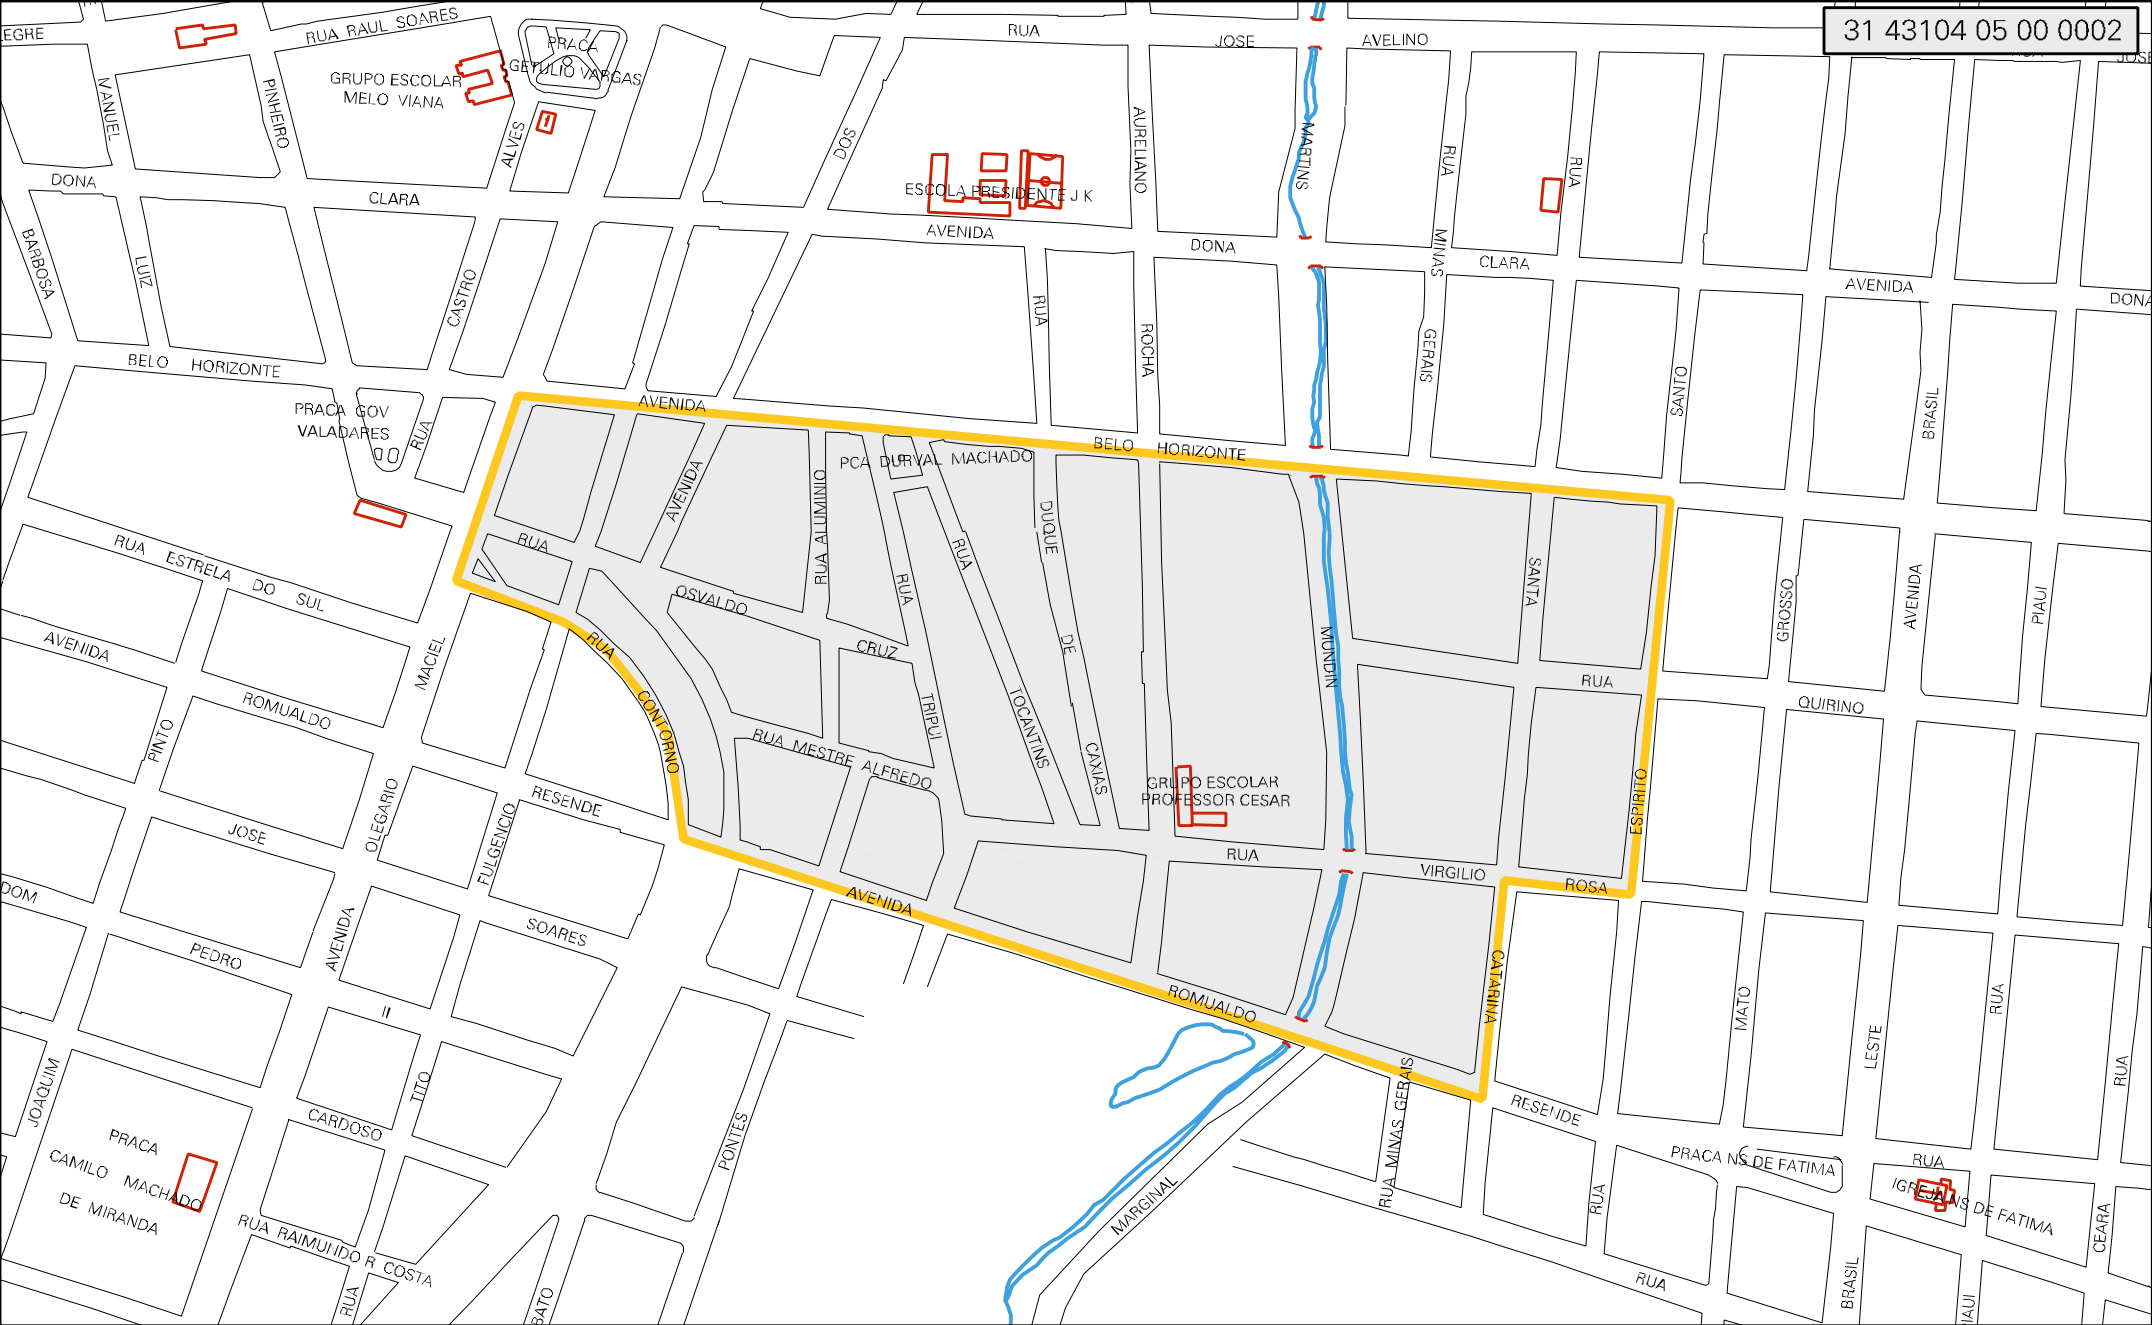 31 43104 05 00 0002
RUA RAUL SOARES
PRACA
GETULIO VARGAS
GRUPO ESCOLAR
MELO VIANA
RUA
JOSE
AVELINO
MANUEL
PINHEIRO
ALVES
DOS
AURELIANO
MARTINS
RUA
RUA
ESCOLA PRESIDENTE J K
DONA
CLARA
AVENIDA
DONA
CLARA
AVENIDA
DONA
BARBOSA
LUIZ
CASTRO
RUA
ROCHA
MINAS
GERAIS
SANTO
BRASIL
BELO HORIZONTE
PRACA GOV
VALADARES
RUA
AVENIDA
BELO HORIZONTE
PCA DURVAL MACHADO
AVENIDA
RUA ALUMINIO
DUQUE
RUA
RUA
RUA
SANTA
GROSSO
AVENIDA
PIAUI
RUA ESTRELA DO SUL
OSVALDO
CRUZ
DE
MUNDIN
RUA
QUIRINO
AVENIDA
ROMUALDO
MACIEL
RUA
CONTORNO
TRIPUI
TOCANTINS
CAXIAS
PINTO
RUA MESTRE ALFREDO
GRUPO ESCOLAR
PROFESSOR CESAR
ESPIRITO
RESENDE
OLEGARIO
FULGENCIO
JOSE
RUA
VIRGILIO
ROSA
DOM
PEDRO
II
AVENIDA
SOARES
AVENIDA
ROMUALDO
CATARINA
MATO
RUA
LESTE
RUA
JOAQUIM
TITO
CARDOSO
PONTES
RUA MINAS GERAIS
RESENDE
PRACA NS DE FATIMA
RUA
IGREJA NS DE FATIMA
PRACA
CAMILO MACHADO
DE MIRANDA
RUA RAIMUNDO R COSTA
RUA
MARGINAL
RUA
RUA
BRASIL
CEARA